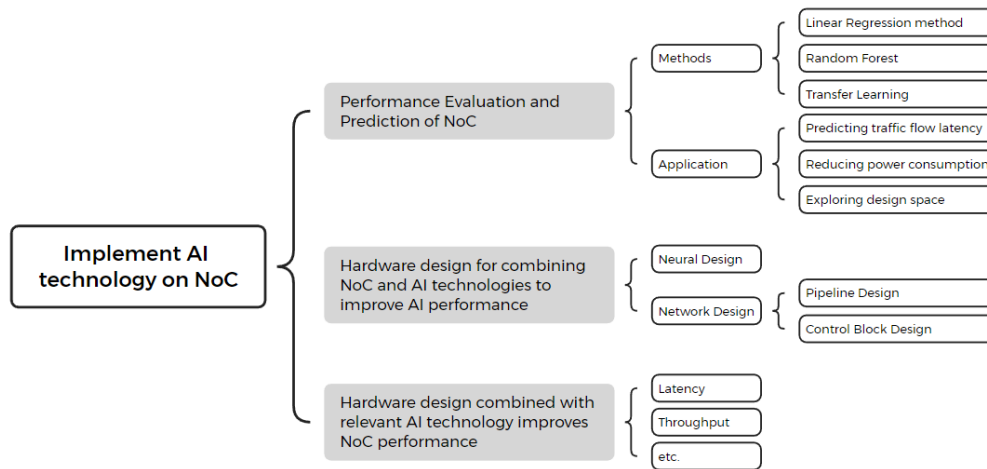 Implement AI
technology on NoC
Performance Evaluation and
Prediction of NoC
Methods
Linear Regression method
Random Forest
Transfer Learning
Application
Predicting traffic flow latency
Reducing power consumption
Exploring design space
Hardware design for combining
NoC and AI technologies to
improve AI performance
Neural Design
Network Design
Pipeline Design
Control Block Design
Hardware design combined with
relevant AI technology improves
NoC performance
Latency
Throughput
etc.